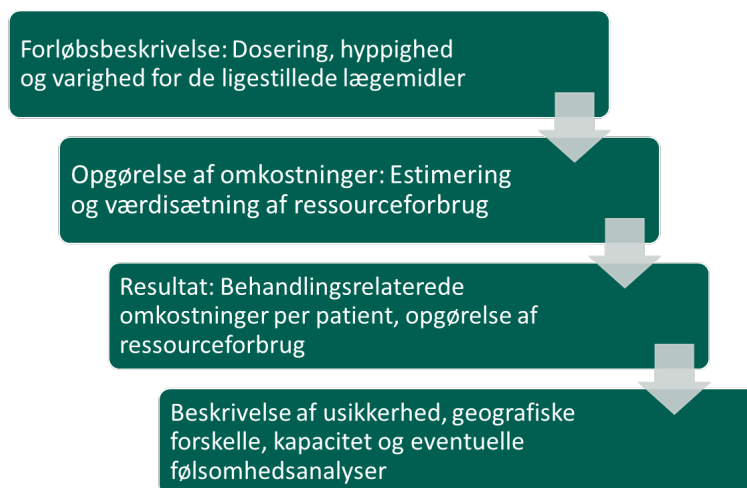 Forløbsbeskrivelse: Dosering, hyppighed
og varighed for de ligestillede lægemidler
Opgørelse af omkostninger: Estimering
og værdisætning af ressourceforbrug
Resultat: Behandlingsrelaterede
omkostninger per patient, opgørelse af
ressourceforbrug
Beskrivelse af usikkerhed, geografiske
forskelle, kapacitet og eventuelle
følsomhedsanalyser